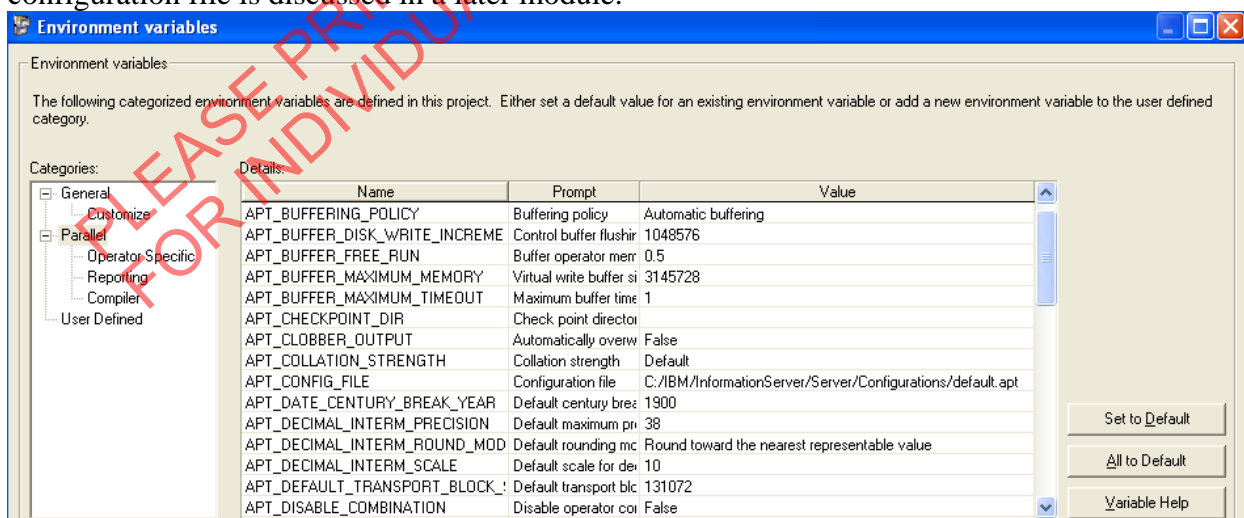 configuration file is discussed in a later module.
Environment variables
Environment variables
The following categorized environment variables are defined in this project. Either set a default value for an existing environment variable or add a new environment variable to the user defined
category.
Categories:
General
Customize
Parallel
Operator Specific
Reporting
Compiler
User Defined
Details:
Name Prompt Value
APT_BUFFERING_POLICY Buffering policy Automatic buffering
APT_BUFFER_DISK_WRITE_INCREME Control buffer flushir 1048576
APT_BUFFER_FREE_RUN Buffer operator mem 0.5
APT_BUFFER_MAXIMUM_MEMORY Virtual write buffer si 3145728
APT_BUFFER_MAXIMUM_TIMEOUT Maximum buffer time 1
APT_CHECKPOINT_DIR Check point director
APT_CLOBBER_OUTPUT Automatically overw False
APT_COLLATION_STRENGTH Collation strength Default
APT_CONFIG_FILE Configuration file C:/IBM/InformationServer/Server/Configurations/default.apt
APT_DATE_CENTURY_BREAK_YEAR Default century brea 1900
APT_DECIMAL_INTERM_PRECISION Default maximum pr 38
APT_DECIMAL_INTERM_ROUND_MOD Default rounding mo Round toward the nearest representable value
APT_DECIMAL_INTERM_SCALE Default scale for de 10
APT_DEFAULT_TRANSPORT_BLOCK_ Default transport blo 131072
APT_DISABLE_COMBINATION Disable operator co False
Set to Default
All to Default
Variable Help
PLEASE PRI
FOR INDIVIDUA